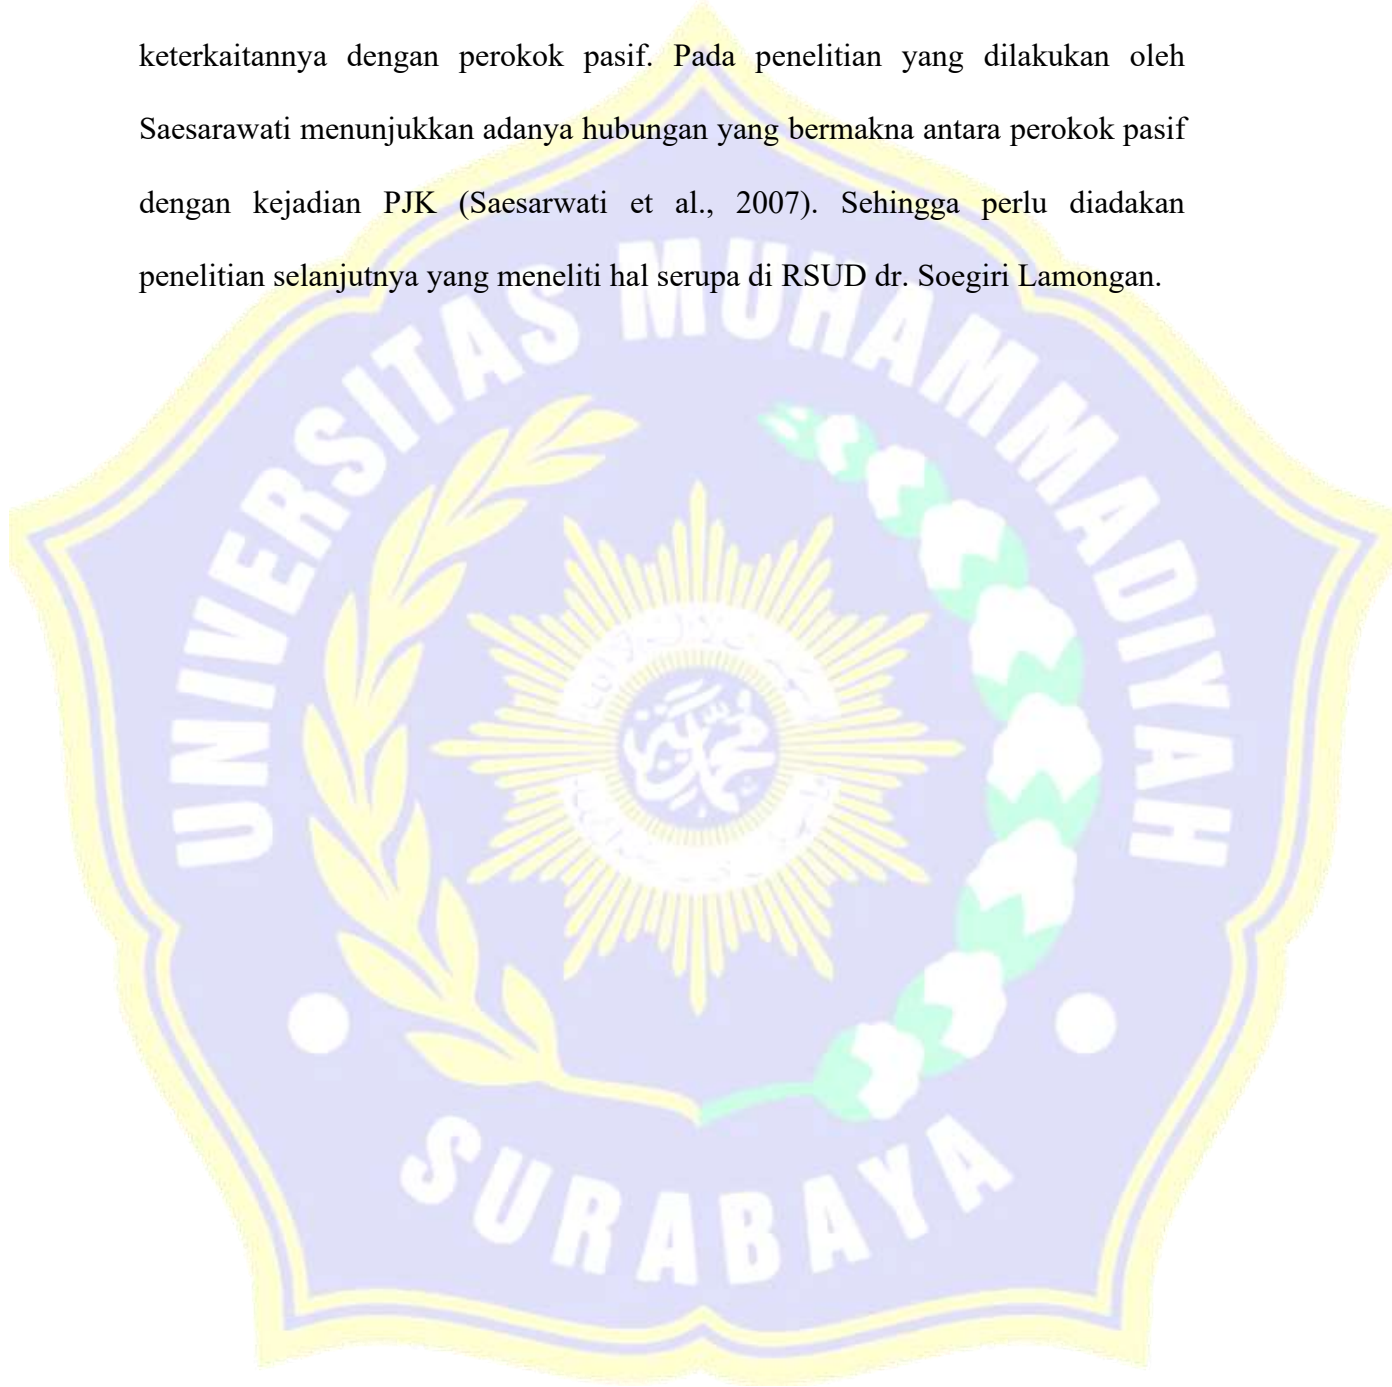 keterkaitannya dengan perokok pasif. Pada penelitian yang dilakukan oleh
Saesarawati menunjukkan adanya hubungan yang bermakna antara perokok pasif
dengan kejadian PJK (Saesarwati et al., 2007). Sehingga perlu diadakan
penelitian selanjutnya yang meneliti hal serupa di RSUD dr. Soegiri Lamongan.
UNIVERSITAS MUHAMMADIYAH
SURABAYA